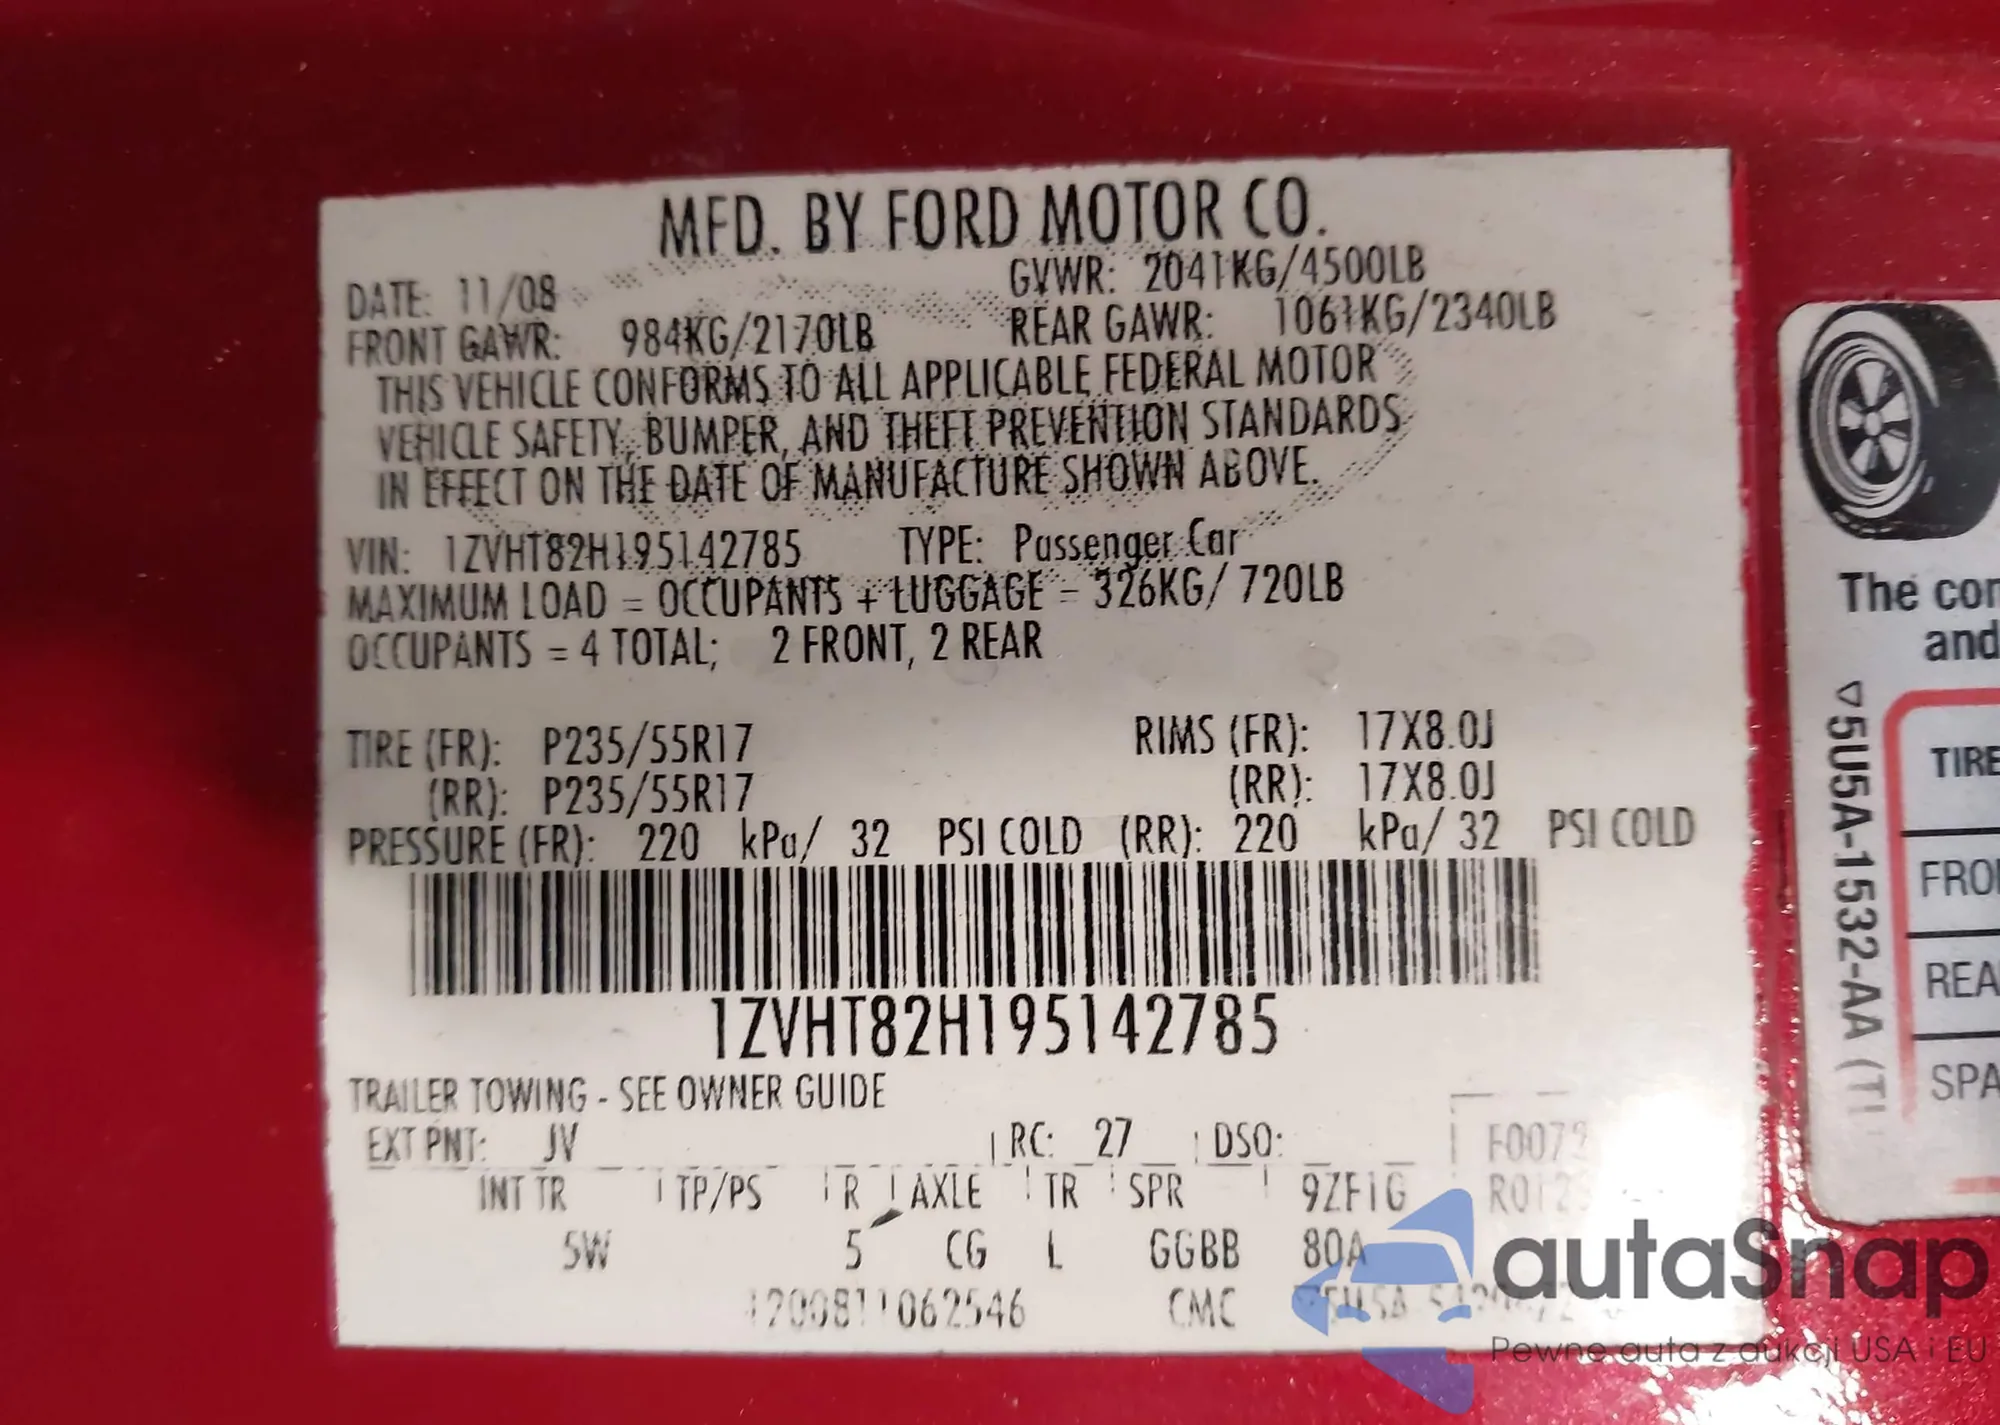 MFD. BY FORD MOTOR CO.
DATE: 11/08 GVWR: 2041KG/4500LB
FRONT GAWR: 984KG/2170LB REAR GAWR: 1061KG/2340LB
THIS VEHICLE CONFORMS TO ALL APPLICABLE FEDERAL MOTOR
VEHICLE SAFETY, BUMPER, AND THEFT PREVENTION STANDARDS
IN EFFECT ON THE DATE OF MANUFACTURE SHOWN ABOVE.
VIN: 1ZVHT82H195142785 TYPE: Passenger Car
MAXIMUM LOAD = OCCUPANTS + LUGGAGE = 326KG/ 720LB
OCCUPANTS = 4 TOTAL; 2 FRONT, 2 REAR
TIRE (FR): P235/55R17 RIMS (FR): 17X8.0J
(RR): P235/55R17 (RR): 17X8.0J
PRESSURE (FR): 220 kPa/ 32 PSI COLD (RR): 220 kPa/ 32 PSI COLD
1ZVHT82H195142785
TRAILER TOWING - SEE OWNER GUIDE
EXT PNT: JV RC: 27 DSO:
INT TR TP/PS R AXLE TR SPR 9ZF1G
5W 5 CG L GGBB 80A
CMC
The
and
▽5U5A-1532-AA
TIRE
SPA
autaSnap
Pewne auta z aukcji USA i EU